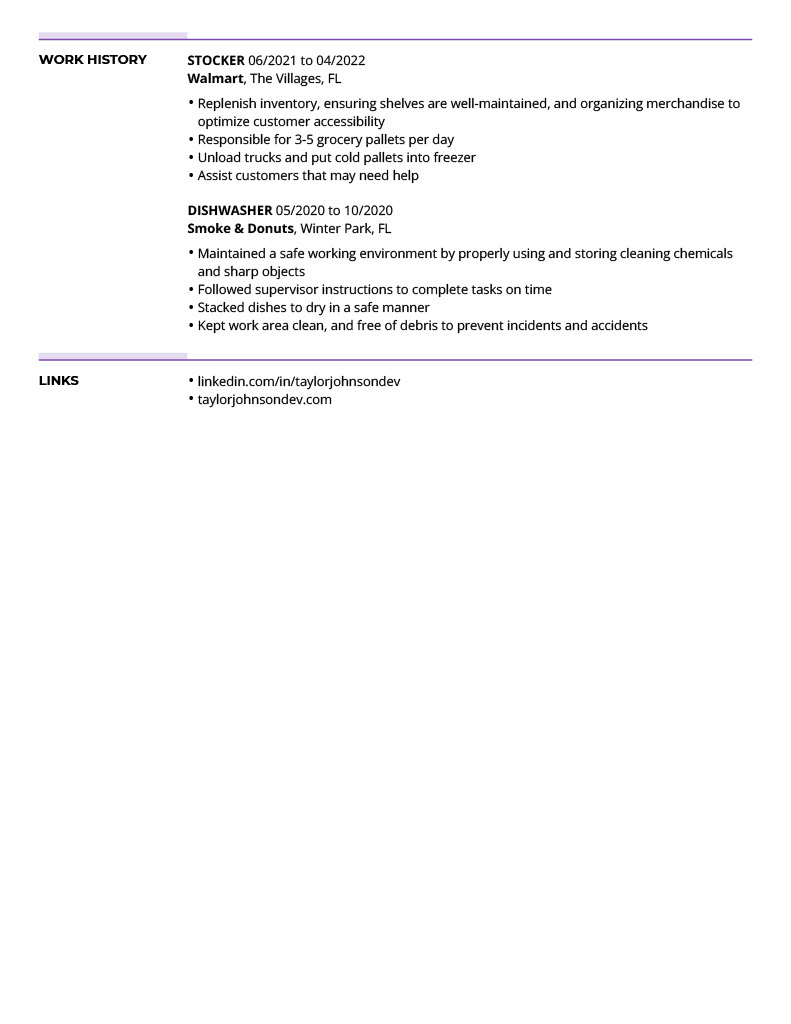 WORK HISTORY
STOCKER 06/2021 to 04/2022
Walmart, The Villages, FL
• Replenish inventory, ensuring shelves are well-maintained, and organizing merchandise to
optimize customer accessibility
• Responsible for 3-5 grocery pallets per day
• Unload trucks and put cold pallets into freezer
• Assist customers that may need help
DISHWASHER 05/2020 to 10/2020
Smoke & Donuts, Winter Park, FL
• Maintained a safe working environment by properly using and storing cleaning chemicals
and sharp objects
• Followed supervisor instructions to complete tasks on time
• Stacked dishes to dry in a safe manner
• Kept work area clean, and free of debris to prevent incidents and accidents
LINKS
• linkedin.com/in/taylorjohnsondev
• taylorjohnsondev.com